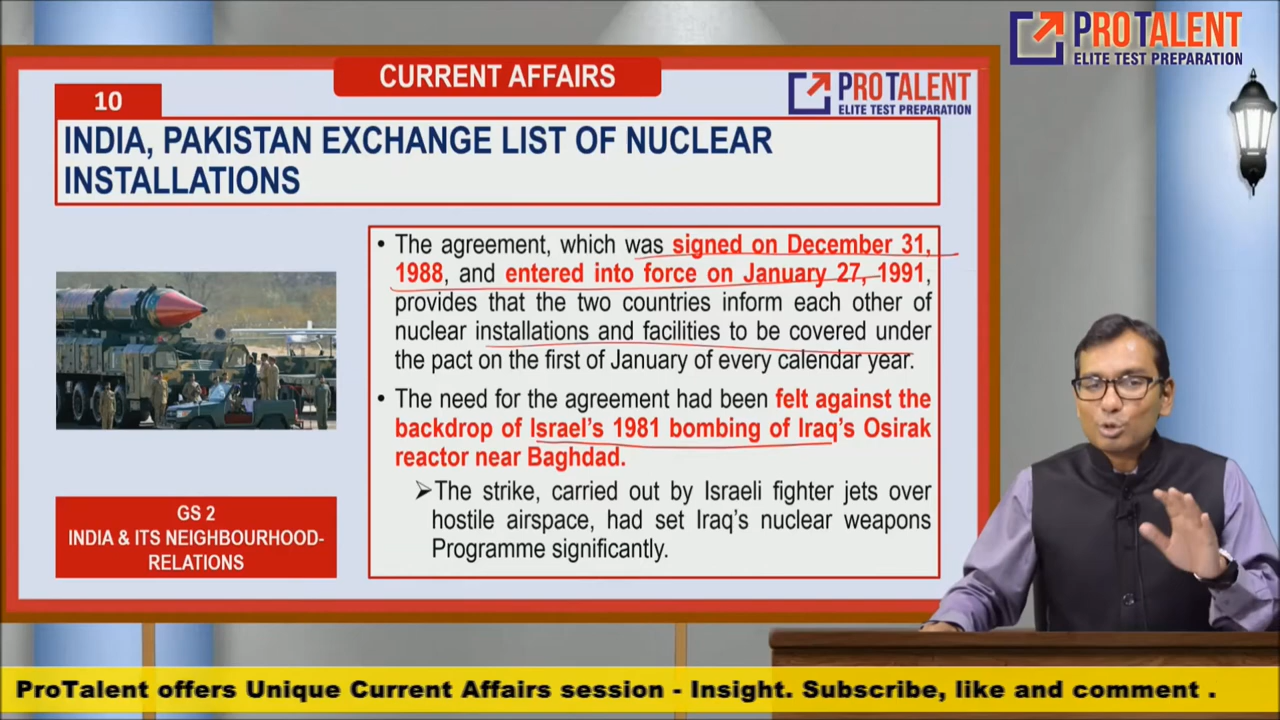 PROTALENT
ELITE TEST PREPARATION
CURRENT AFFAIRS
PROTALENT
ELITE TEST PREPARATION
10
INDIA, PAKISTAN EXCHANGE LIST OF NUCLEAR
INSTALLATIONS
• The agreement, which was signed on December 31,
1988, and entered into force on January 27, 1991,
provides that the two countries inform each other of
nuclear installations and facilities to be covered under
the pact on the first of January of every calendar year.
• The need for the agreement had been felt against the
backdrop of Israel's 1981 bombing of Iraq's Osirak
reactor near Baghdad.
➢The strike, carried out by Israeli fighter jets over
hostile airspace, had set Iraq's nuclear weapons
Programme significantly.
GS 2
INDIA & ITS NEIGHBOURHOOD-
RELATIONS
ProTalent offers Unique Current Affairs session - Insight. Subscribe, like and comment .